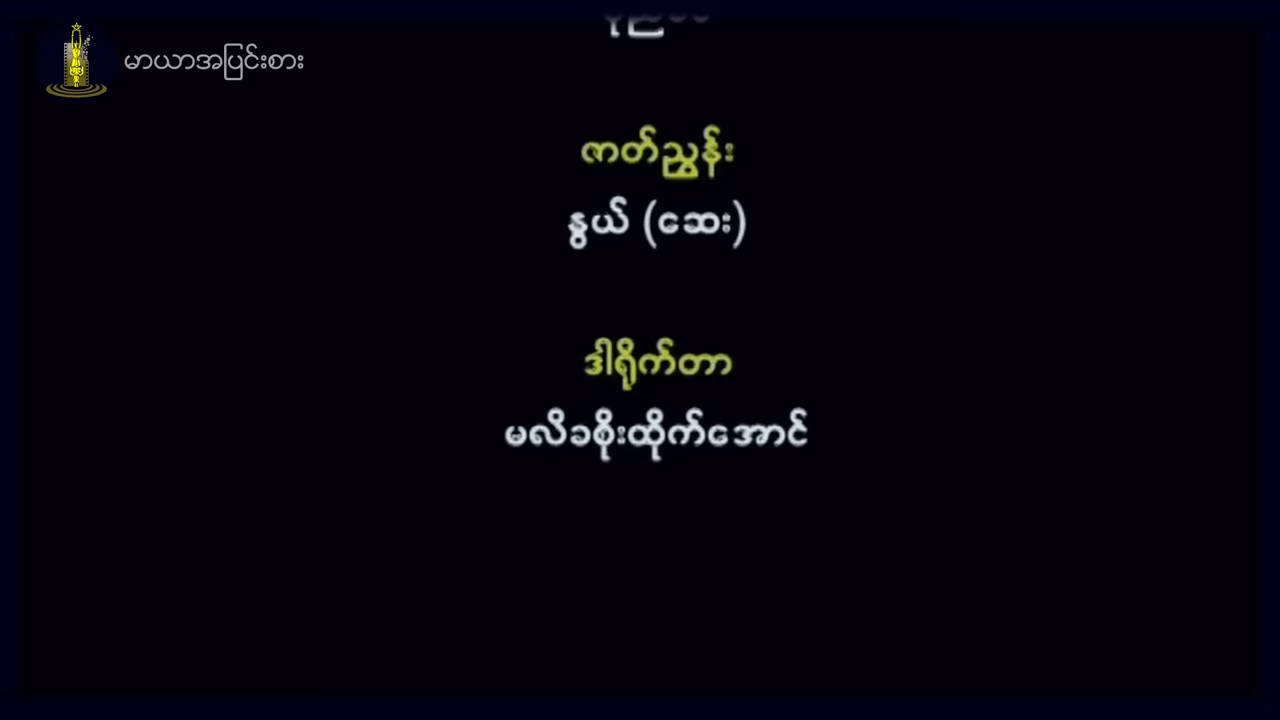 မာယာအပြင်းစား
ဇာတ်ညွှန်း
နွယ် (ဆေး)
ဒါရိုက်တာ
မလိခစိုးထိုက်အောင်